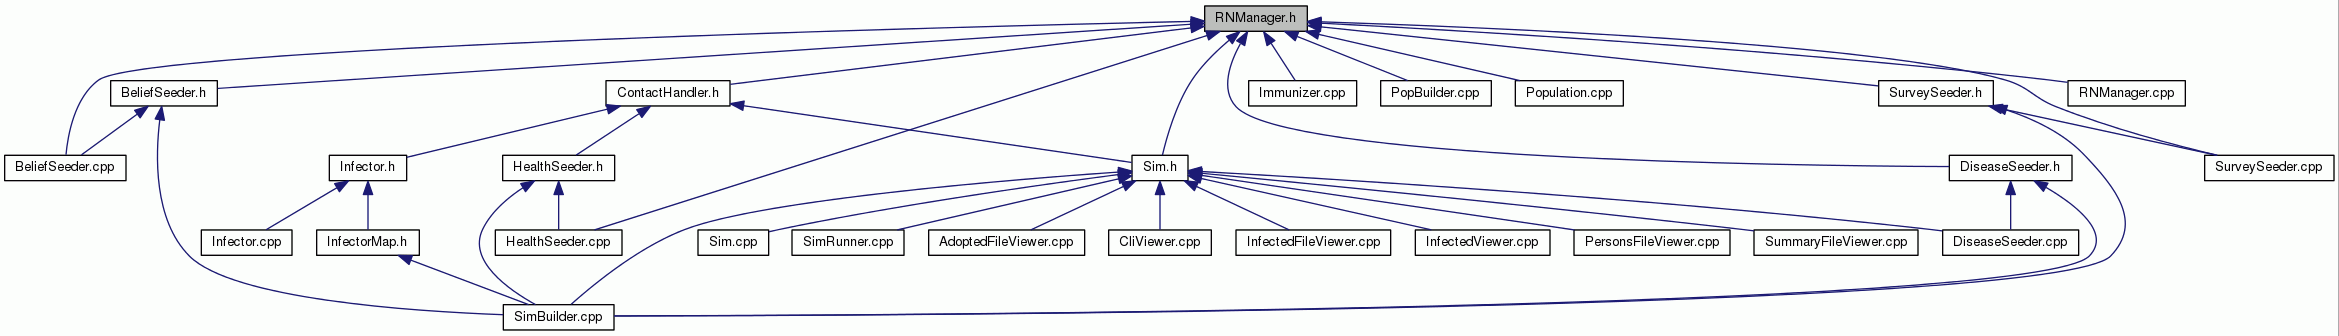 RNManager.h
BeliefSeeder.h
ContactHandler.h
Immunizer.cpp
PopBuilder.cpp
Population.cpp
SurveySeeder.h
RNManager.cpp
BeliefSeeder.cpp
Infector.h
HealthSeeder.h
Sim.h
DiseaseSeeder.h
SurveySeeder.cpp
Infector.cpp
InfectorMap.h
HealthSeeder.cpp
Sim.cpp
SimRunner.cpp
AdoptedFileViewer.cpp
CliViewer.cpp
InfectedFileViewer.cpp
InfectedViewer.cpp
PersonsFileViewer.cpp
SummaryFileViewer.cpp
DiseaseSeeder.cpp
SimBuilder.cpp